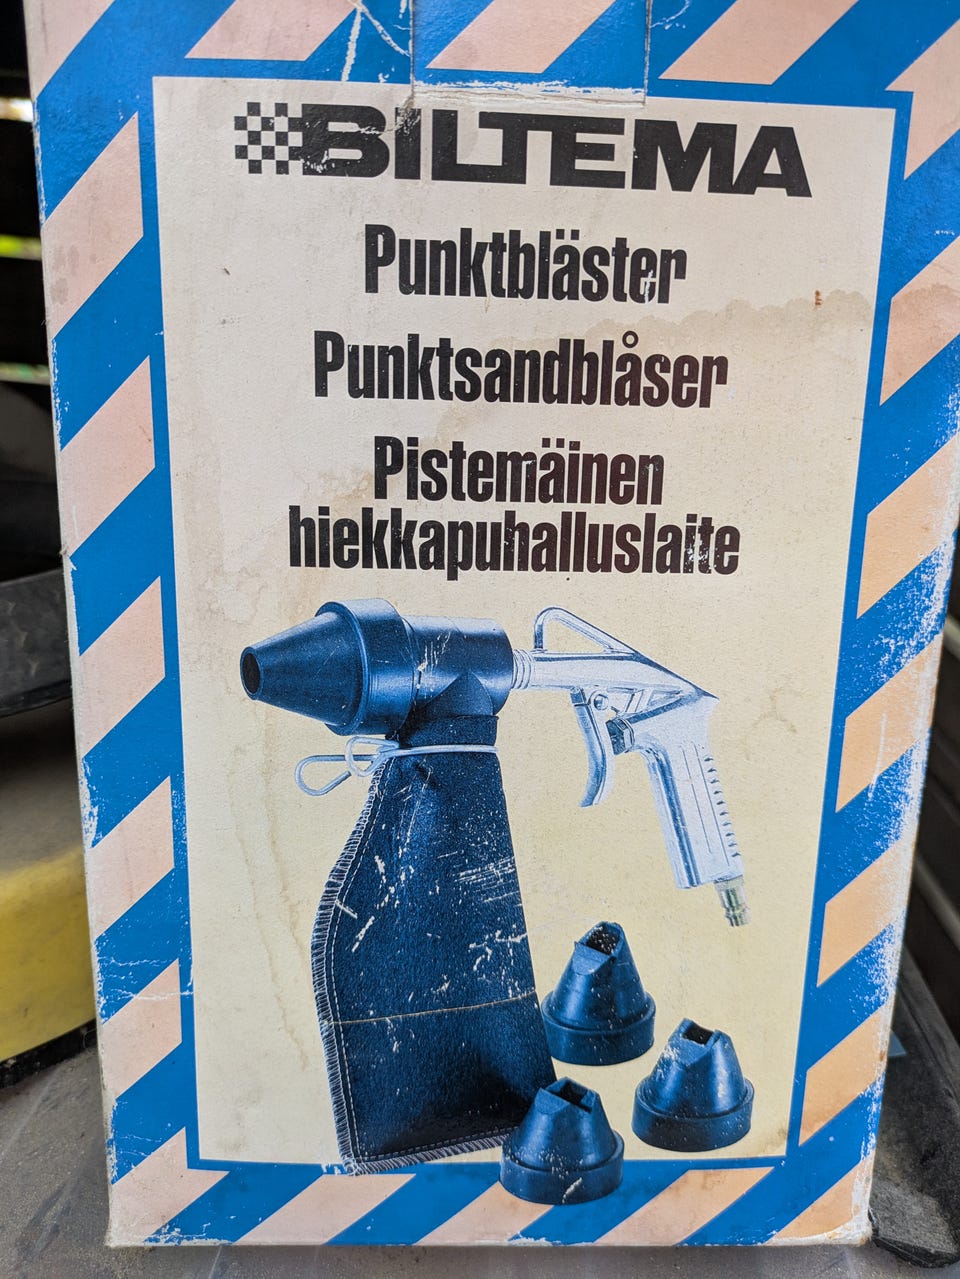 BILTEMA
Punktbläster
Punktsandblåser
Pistemäinen
hiekkapuhalluslaite